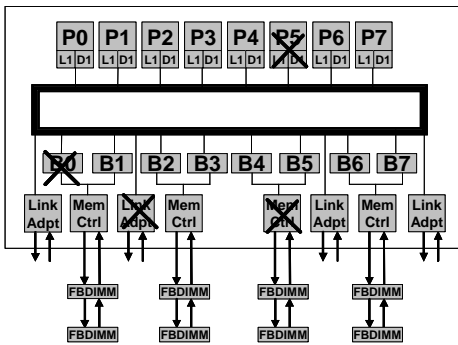 P0 P1 P2 P3 P4 P5 P6 P7
L1 D1 L1 D1 L1 D1 L1 D1 L1 D1 L1 D1 L1 D1 L1 D1
B0 B1 B2 B3 B4 B5 B6 B7
Link Mem Link Mem Mem Link Mem Link
Adpt Ctrl Adpt Ctrl Ctrl Adpt Ctrl Adpt
FBDIMM FBDIMM FBDIMM FBDIMM
FBDIMM FBDIMM FBDIMM FBDIMM